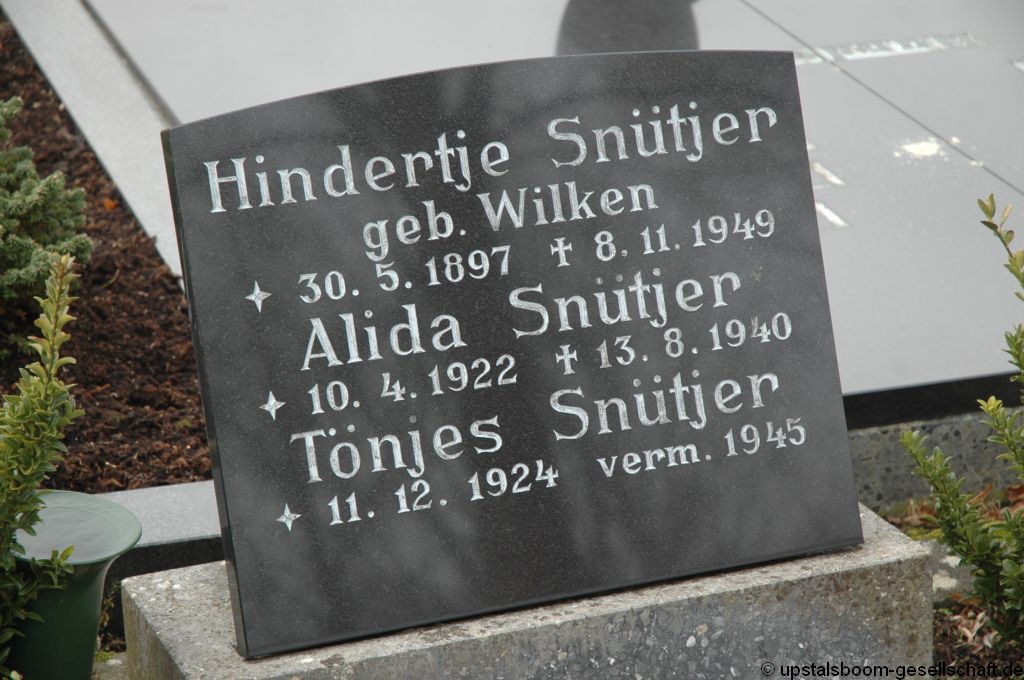 Hindertje Snütjer
geb. Wilken
30. 5. 1897 ✝ 8. 11. 1949
Alida Snütjer
10. 4. 1922 ✝ 13. 8. 1940
Tönjes Snütjer
11. 12. 1924 verm. 1945
© upstalsboom-gesellschaft.de